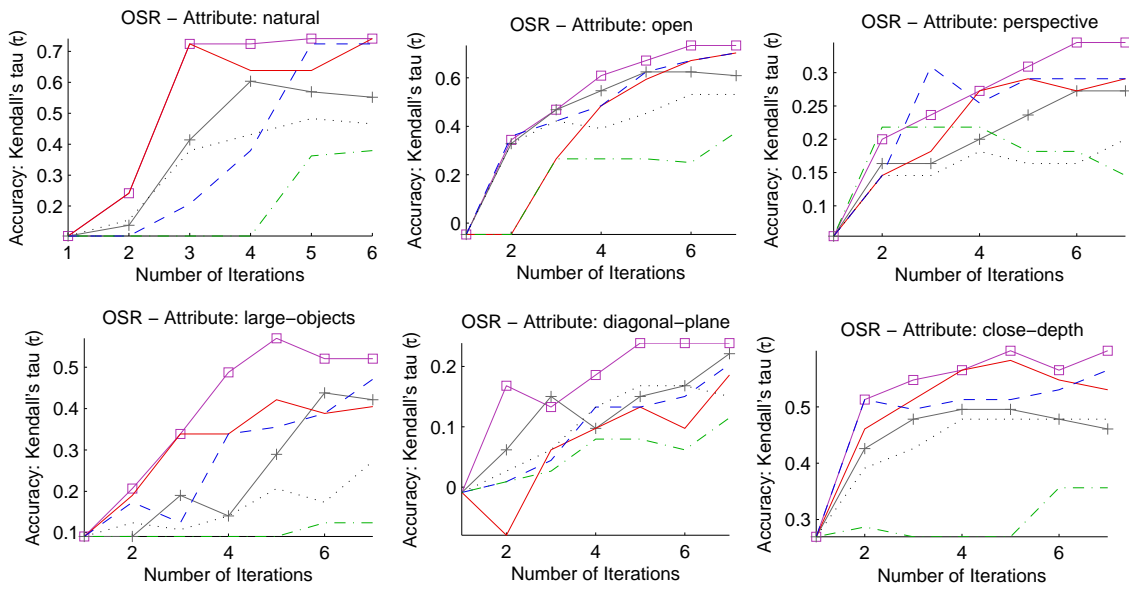 OSR − Attribute: natural
Accuracy: Kendall's tau (τ)
0.7
0.6
0.5
0.4
0.3
0.2
1 2 3 4 5 6
Number of Iterations
OSR − Attribute: open
Accuracy: Kendall's tau (τ)
0.6
0.4
0.2
0
2 4 6
Number of Iterations
OSR − Attribute: perspective
Accuracy: Kendall's tau (τ)
0.3
0.25
0.2
0.15
0.1
2 4 6
Number of Iterations
OSR − Attribute: large−objects
Accuracy: Kendall's tau (τ)
0.5
0.4
0.3
0.2
0.1
2 4 6
Number of Iterations
OSR − Attribute: diagonal−plane
Accuracy: Kendall's tau (τ)
0.2
0.1
0
2 4 6
Number of Iterations
OSR − Attribute: close−depth
Accuracy: Kendall's tau (τ)
0.5
0.4
0.3
2 4 6
Number of Iterations